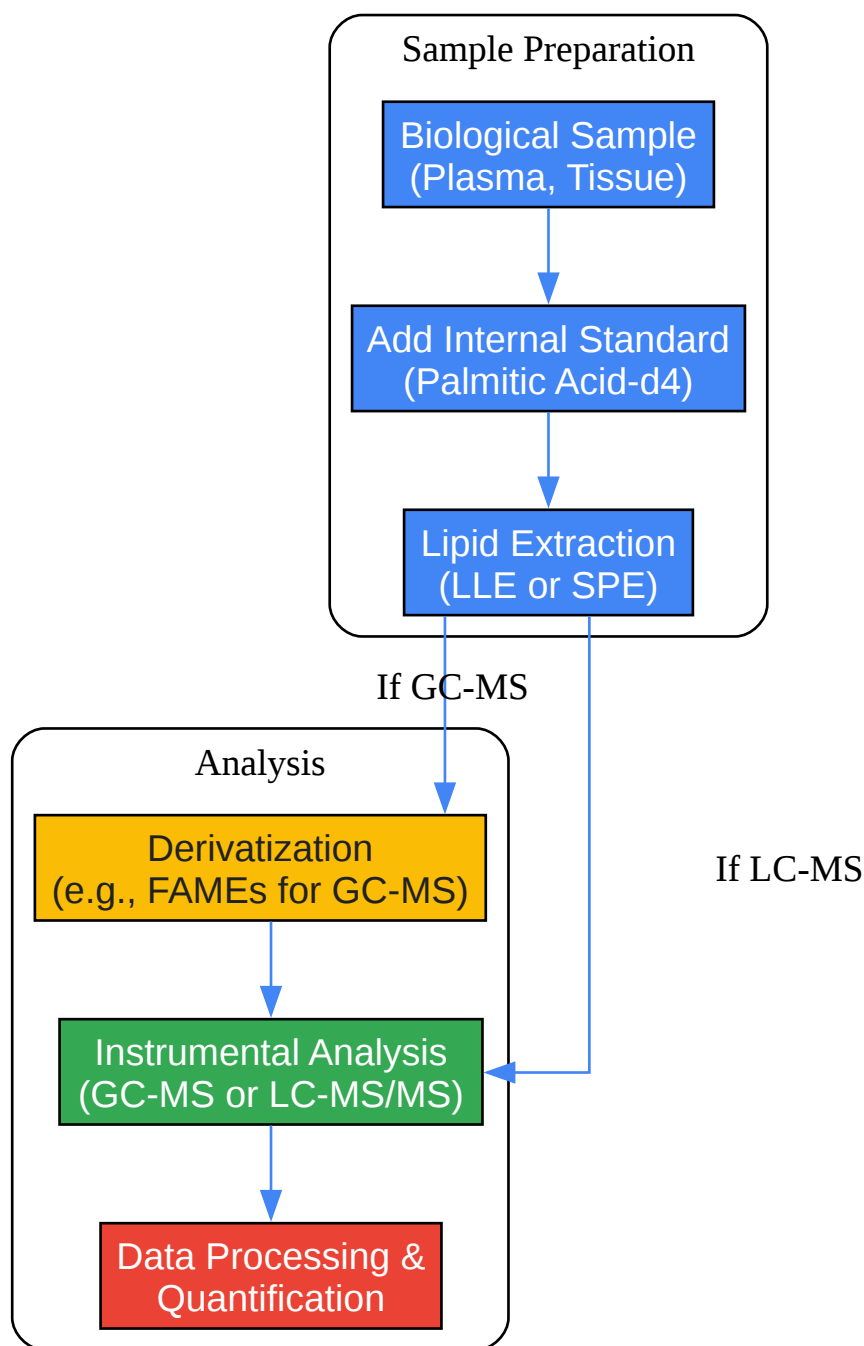 Sample Preparation
Biological Sample
(Plasma, Tissue)
Add Internal Standard
(Palmitic Acid-d4)
Lipid Extraction
(LLE or SPE)
If GC-MS
Analysis
Derivatization
(e.g., FAMEs for GC-MS)
If LC-MS
Instrumental Analysis
(GC-MS or LC-MS/MS)
Data Processing &
Quantification